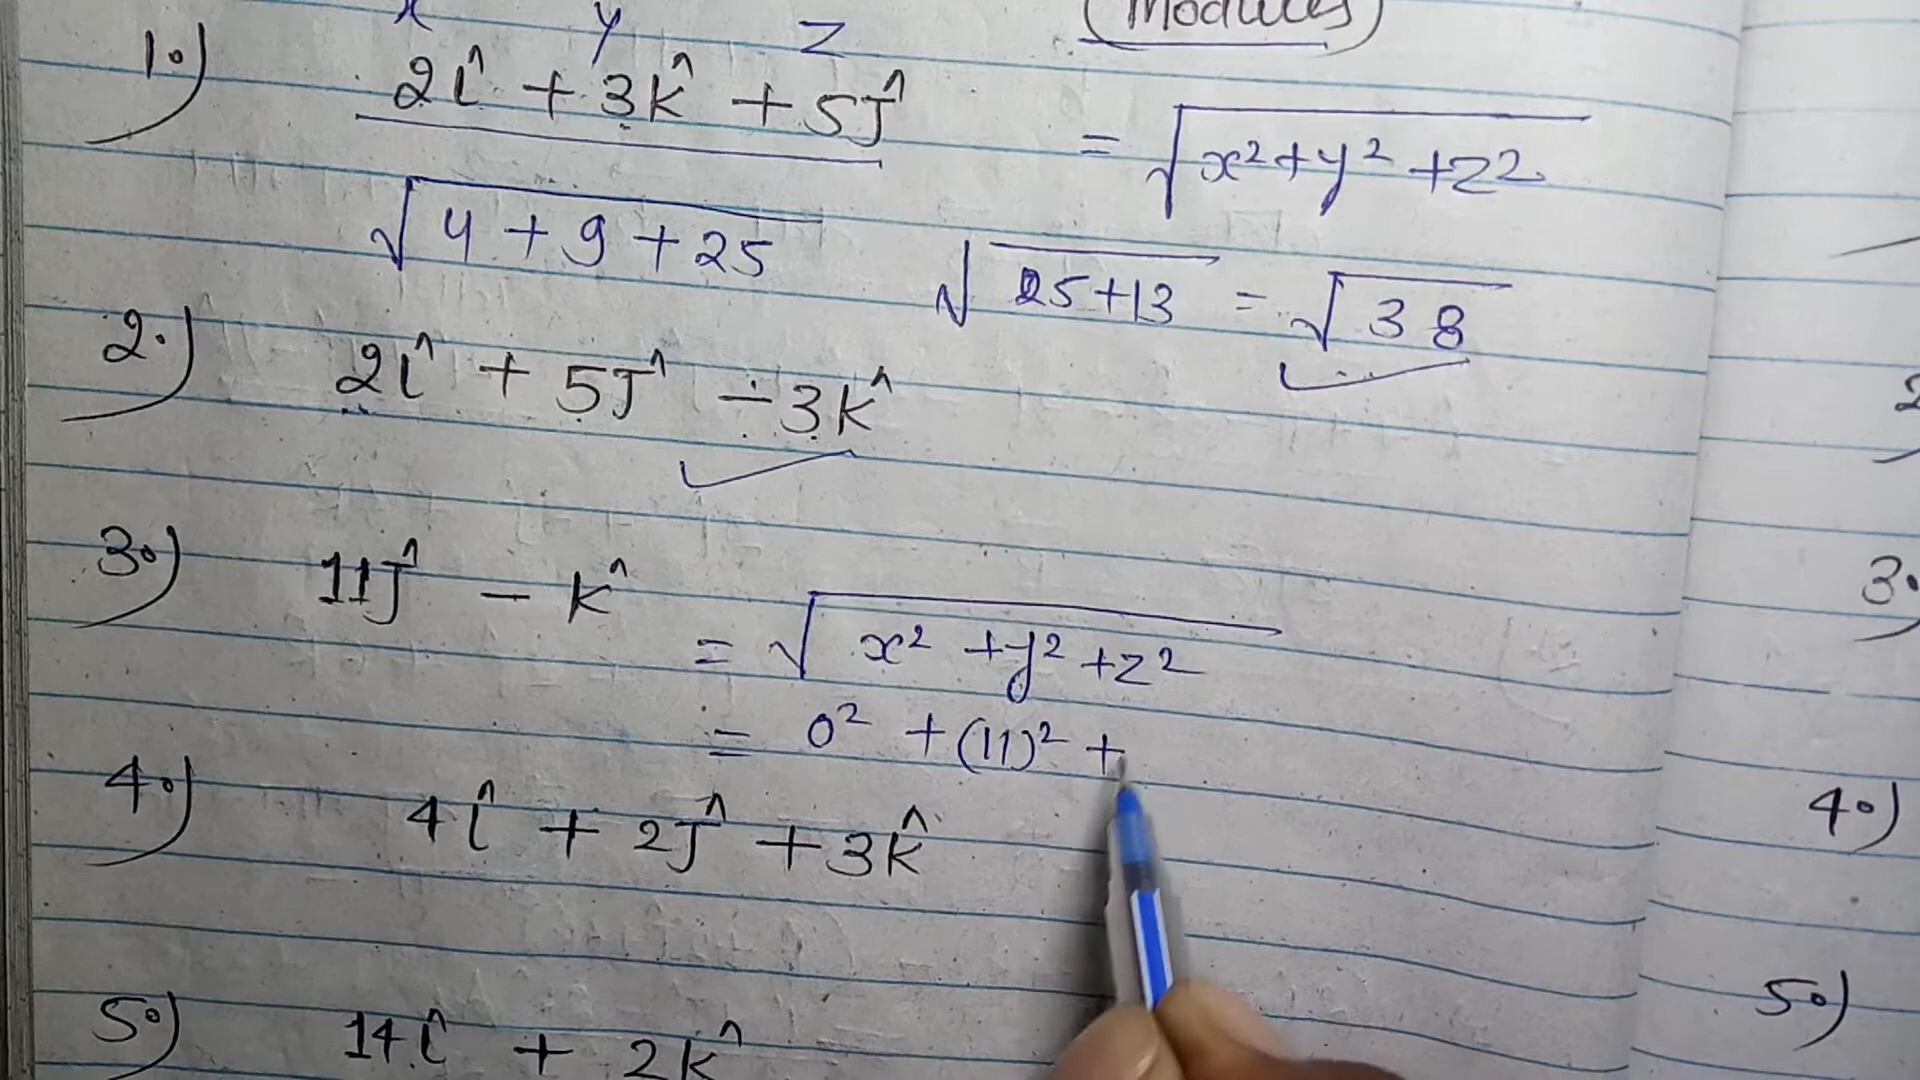 x y z (Modulus)
1.) 2î + 3k̂ + 5ĵ = √x² + y² + z²
√4 + 9 + 25 √25+13 = √38
2.) 2î + 5ĵ - 3k̂
3.) 11ĵ - k̂
= √x² + y² + z²
= 0² + (11)² +
4.) 4î + 2ĵ + 3k̂
5.) 14î + 2k̂
2
3.
4.)
5.)